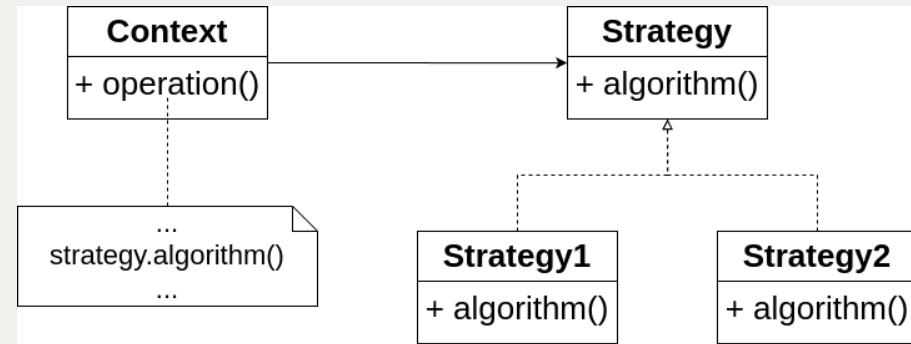 Context
+ operation()
Strategy
+ algorithm()
...
strategy.algorithm()
...
Strategy1
+ algorithm()
Strategy2
+ algorithm()